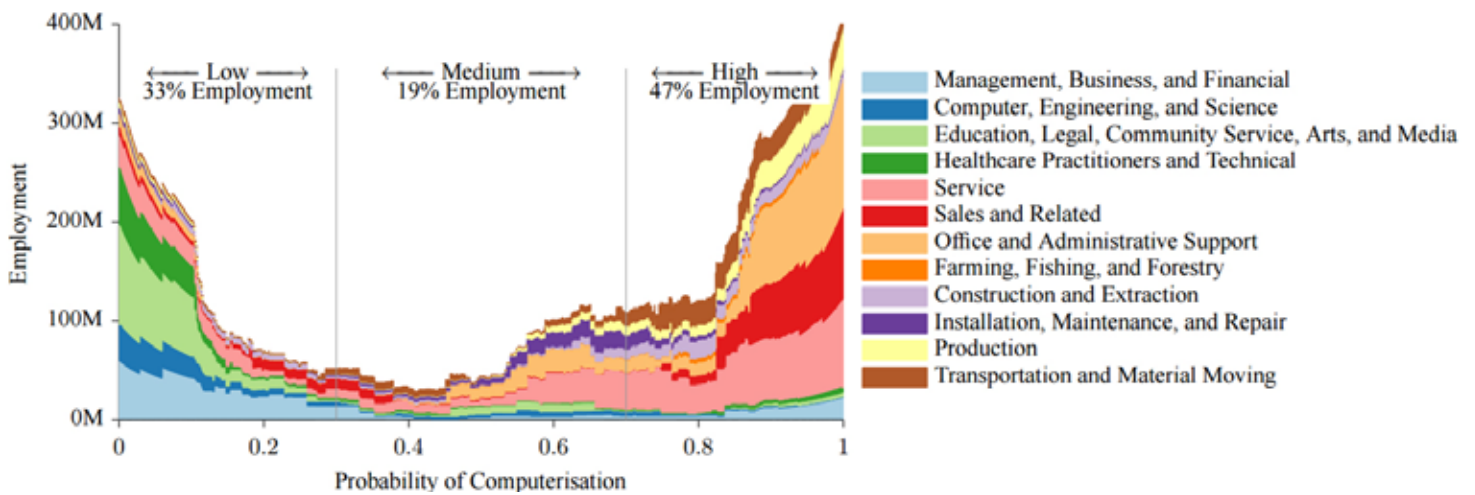 400M
300M
200M
100M
0M
Employment
Low
33% Employment
Medium
19% Employment
High
47% Employment
0
0.2
0.4
0.6
0.8
1
Probability of Computerisation
Management, Business, and Financial
Computer, Engineering, and Science
Education, Legal, Community Service, Arts, and Media
Healthcare Practitioners and Technical
Service
Sales and Related
Office and Administrative Support
Farming, Fishing, and Forestry
Construction and Extraction
Installation, Maintenance, and Repair
Production
Transportation and Material Moving